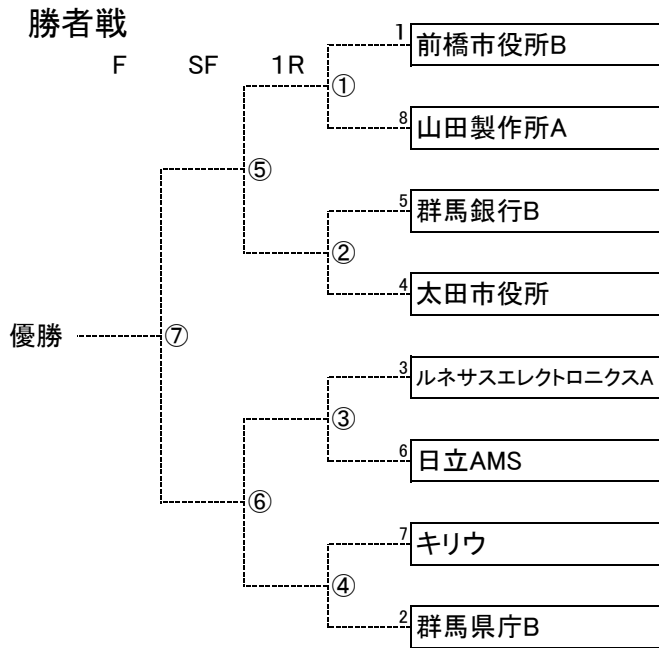 勝者戦
F SF 1R
1 前橋市役所B
①
8 山田製作所A
⑤
5 群馬銀行B
②
4 太田市役所
優勝 ⑦
3 ルネサスエレクトロニクスA
③
6 日立AMS
⑥
7 キリウ
④
2 群馬県庁B